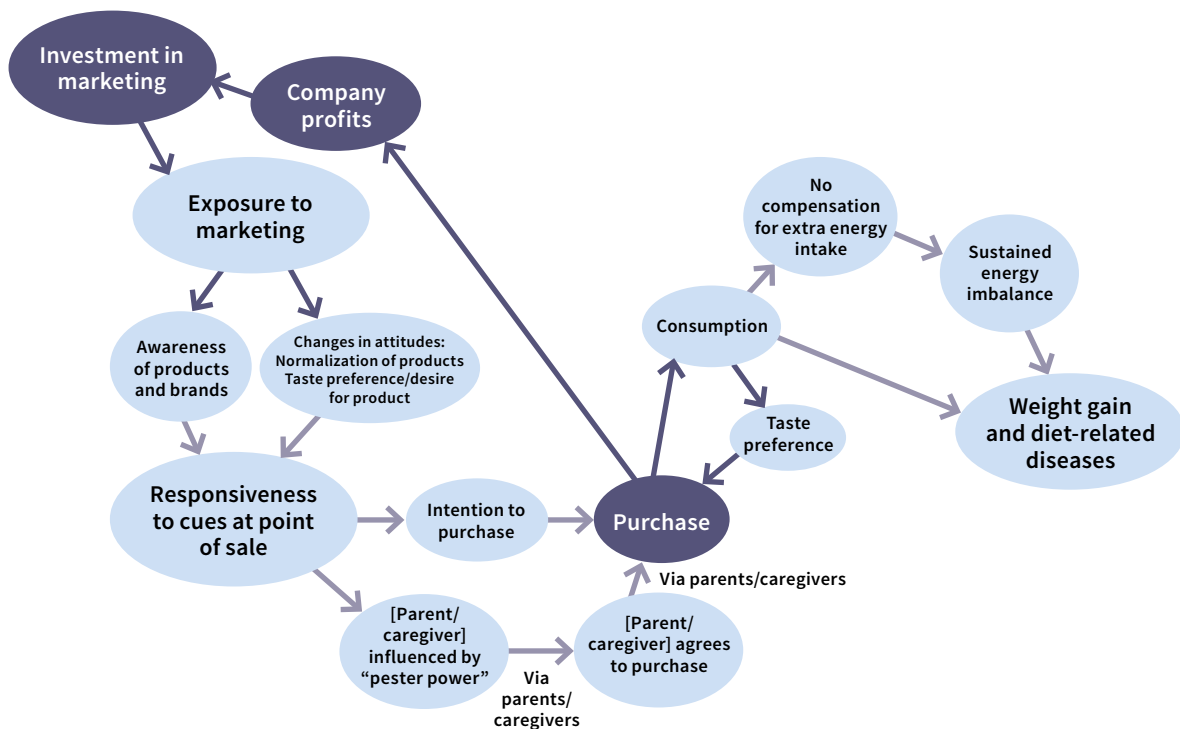 Investment in
marketing
Company
profits
Exposure to
marketing
Awareness
of products
and brands
Changes in attitudes:
Normalization of products
Taste preference/desire
for product
Responsiveness
to cues at point
of sale
Intention to
purchase
[Parent/
caregiver]
influenced by
“pester power”
Via
parents/
caregivers
[Parent/
caregiver] agrees
to purchase
Via parents/caregivers
Purchase
Consumption
Taste
preference
No
compensation
for extra energy
intake
Sustained
energy
imbalance
Weight gain
and diet-related
diseases